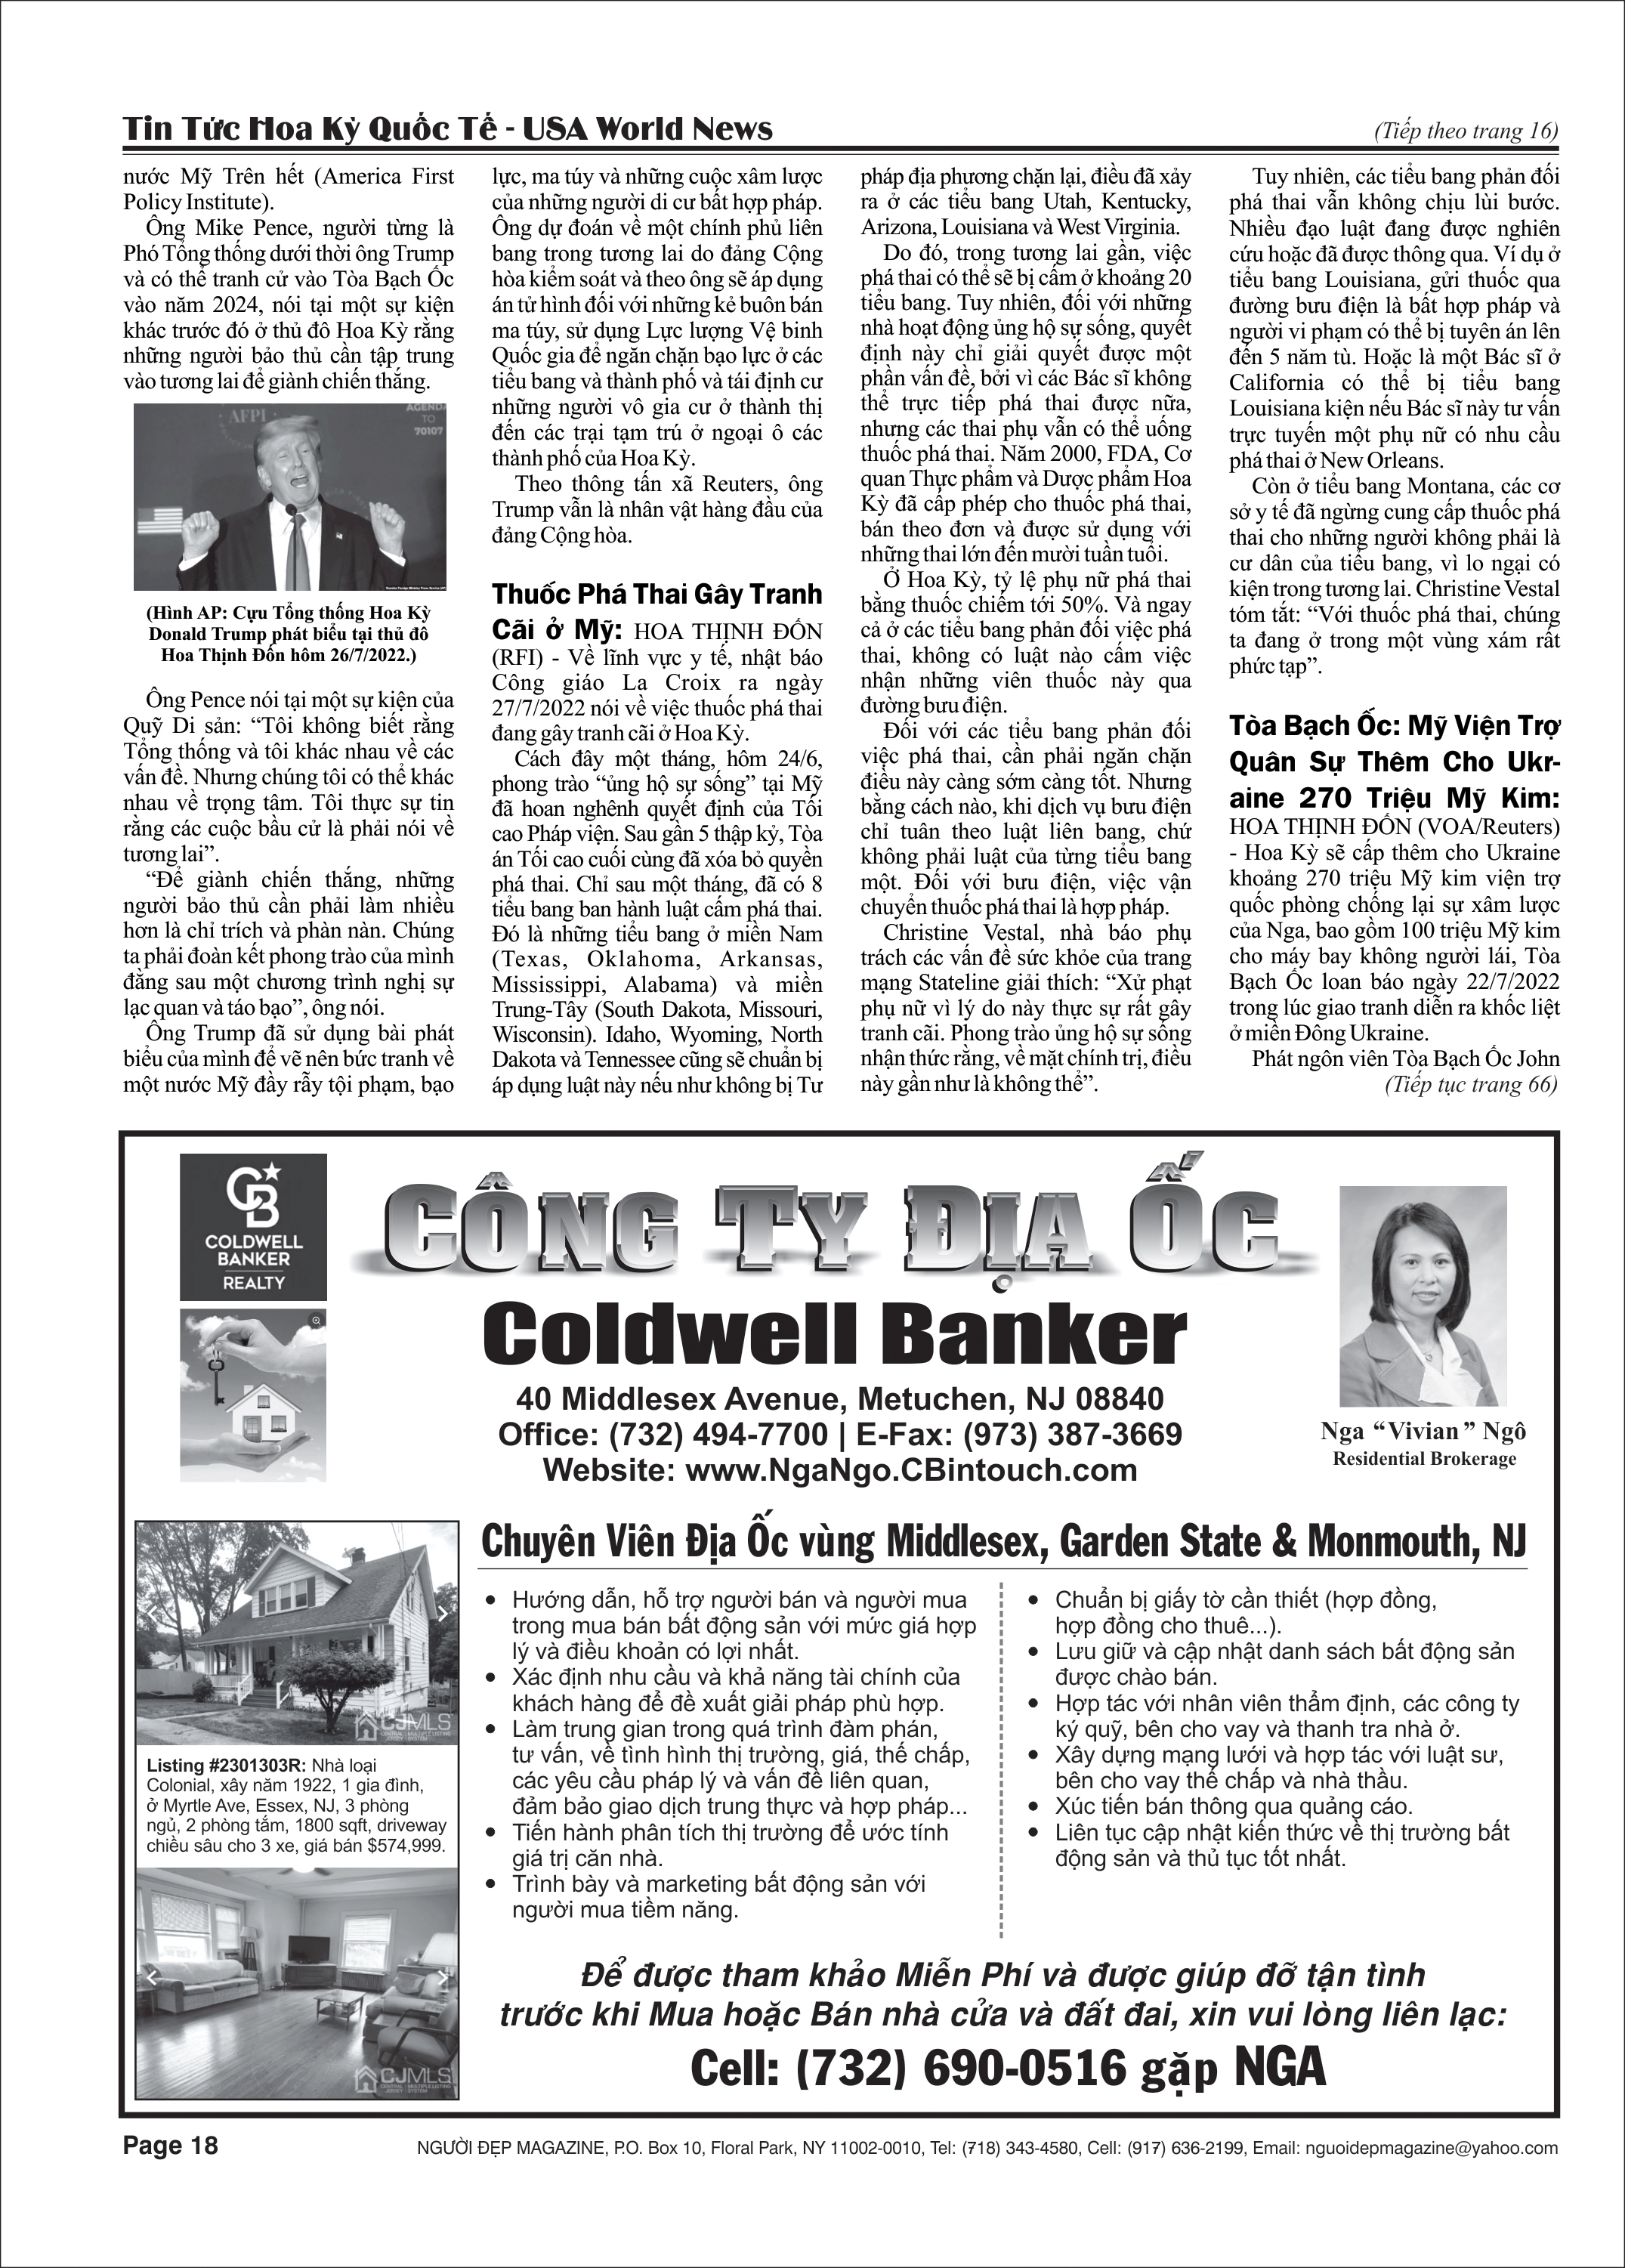 Tin Tức Hoa Kỳ Quốc Tế - USA World News
(Tiếp theo trang 16)
nước Mỹ Trên hết (America First
Policy Institute).
Ông Mike Pence, người từng là
Phó Tổng thống dưới thời ông Trump
và có thể tranh cử vào Tòa Bạch Ốc
vào năm 2024, nói tại một sự kiện
khác trước đó ở thủ đô Hoa Kỳ rằng
những người bảo thủ cần tập trung
vào tương lai để giành chiến thắng.
AFPI
AGENDA
TO
70107
(Hình AP: Cựu Tổng thống Hoa Kỳ
Donald Trump phát biểu tại thủ đô
Hoa Thịnh Đốn hôm 26/7/2022.)
Ông Pence nói tại một sự kiện của
Quỹ Di sản: “Tôi không biết rằng
Tổng thống và tôi khác nhau về các
vấn đề. Nhưng chúng tôi có thể khác
nhau về trọng tâm. Tôi thực sự tin
rằng các cuộc bầu cử là phải nói về
tương lai”.
“Để giành chiến thắng, những
người bảo thủ cần phải làm nhiều
hơn là chỉ trích và phàn nàn. Chúng
ta phải đoàn kết phong trào của mình
đằng sau một chương trình nghị sự
lạc quan và táo bạo”, ông nói.
Ông Trump đã sử dụng bài phát
biểu của mình để vẽ nên bức tranh về
một nước Mỹ đầy rẫy tội phạm, bạo
lực, ma túy và những cuộc xâm lược
của những người di cư bất hợp pháp.
Ông dự đoán về một chính phủ liên
bang trong tương lai do đảng Cộng
hòa kiểm soát và theo ông sẽ áp dụng
án tử hình đối với những kẻ buôn bán
ma túy, sử dụng Lực lượng Vệ binh
Quốc gia để ngăn chặn bạo lực ở các
tiểu bang và thành phố và tái định cư
những người vô gia cư ở thành thị
đến các trại tạm trú ở ngoại ô các
thành phố của Hoa Kỳ.
Theo thông tấn xã Reuters, ông
Trump vẫn là nhân vật hàng đầu của
đảng Cộng hòa.
Thuốc Phá Thai Gây Tranh
Cãi ở Mỹ: HOA THỊNH ĐỐN
(RFI) - Về lĩnh vực y tế, nhật báo
Công giáo La Croix ra ngày
27/7/2022 nói về việc thuốc phá thai
đang gây tranh cãi ở Hoa Kỳ.
Cách đây một tháng, hôm 24/6,
phong trào “ủng hộ sự sống” tại Mỹ
đã hoan nghênh quyết định của Tối
cao Pháp viện. Sau gần 5 thập kỷ, Tòa
án Tối cao cuối cùng đã xóa bỏ quyền
phá thai. Chỉ sau một tháng, đã có 8
tiểu bang ban hành luật cấm phá thai.
Đó là những tiểu bang ở miền Nam
(Texas, Oklahoma, Arkansas,
Mississippi, Alabama) và miền
Trung-Tây (South Dakota, Missouri,
Wisconsin). Idaho, Wyoming, North
Dakota và Tennessee cũng sẽ chuẩn bị
áp dụng luật này nếu như không bị Tư
pháp địa phương chặn lại, điều đã xảy
ra ở các tiểu bang Utah, Kentucky,
Arizona, Louisiana và West Virginia.
Do đó, trong tương lai gần, việc
phá thai có thể sẽ bị cấm ở khoảng 20
tiểu bang. Tuy nhiên, đối với những
nhà hoạt động ủng hộ sự sống, quyết
định này chỉ giải quyết được một
phần vấn đề, bởi vì các Bác sĩ không
thể trực tiếp phá thai được nữa,
nhưng các thai phụ vẫn có thể uống
thuốc phá thai. Năm 2000, FDA, Cơ
quan Thực phẩm và Dược phẩm Hoa
Kỳ đã cấp phép cho thuốc phá thai,
bán theo đơn và được sử dụng với
những thai lớn đến mười tuần tuổi.
Ở Hoa Kỳ, tỷ lệ phụ nữ phá thai
bằng thuốc chiếm tới 50%. Và ngay
cả ở các tiểu bang phản đối việc phá
thai, không có luật nào cấm việc
nhận những viên thuốc này qua
đường bưu điện.
Đối với các tiểu bang phản đối
việc phá thai, cần phải ngăn chặn
điều này càng sớm càng tốt. Nhưng
bằng cách nào, khi dịch vụ bưu điện
chỉ tuân theo luật liên bang, chứ
không phải luật của từng tiểu bang
một. Đối với bưu điện, việc vận
chuyển thuốc phá thai là hợp pháp.
Christine Vestal, nhà báo phụ
trách các vấn đề sức khỏe của trang
mạng Stateline giải thích: “Xử phạt
phụ nữ vì lý do này thực sự rất gây
tranh cãi. Phong trào ủng hộ sự sống
nhận thức rằng, về mặt chính trị, điều
này gần như là không thể”.
Tuy nhiên, các tiểu bang phản đối
phá thai vẫn không chịu lùi bước.
Nhiều đạo luật đang được nghiên
cứu hoặc đã được thông qua. Ví dụ ở
tiểu bang Louisiana, gửi thuốc qua
đường bưu điện là bất hợp pháp và
người vi phạm có thể bị tuyên án lên
đến 5 năm tù. Hoặc là một Bác sĩ ở
California có thể bị tiểu bang
Louisiana kiện nếu Bác sĩ này tư vấn
trực tuyến một phụ nữ có nhu cầu
phá thai ở New Orleans.
Còn ở tiểu bang Montana, các cơ
sở y tế đã ngừng cung cấp thuốc phá
thai cho những người không phải là
cư dân của tiểu bang, vì lo ngại có
kiện trong tương lai. Christine Vestal
tóm tắt: “Với thuốc phá thai, chúng
ta đang ở trong một vùng xám rất
phức tạp”.
Tòa Bạch Ốc: Mỹ Viện Trợ
Quân Sự Thêm Cho Ukr-
aine 270 Triệu Mỹ Kim:
HOA THỊNH ĐỐN (VOA/Reuters)
- Hoa Kỳ sẽ cấp thêm cho Ukraine
khoảng 270 triệu Mỹ kim viện trợ
quốc phòng chống lại sự xâm lược
của Nga, bao gồm 100 triệu Mỹ kim
cho máy bay không người lái, Tòa
Bạch Ốc loan báo ngày 22/7/2022
trong lúc giao tranh diễn ra khốc liệt
ở miền Đông Ukraine.
Phát ngôn viên Tòa Bạch Ốc John
(Tiếp tục trang 66)
CB
COLDWELL
BANKER
REALTY
CÔNG TY ĐỊA ỐC
Coldwell Banker
40 Middlesex Avenue, Metuchen, NJ 08840
Office: (732) 494-7700 | E-Fax: (973) 387-3669
Website: www.NgaNgo.CBintouch.com
Nga “Vivian” Ngô
Residential Brokerage
Chuyên Viên Địa Ốc vùng Middlesex, Garden State & Monmouth, NJ
CJMLS
Listing #2301303R: Nhà loại
Colonial, xây năm 1922, 1 gia đình,
ở Myrtle Ave, Essex, NJ, 3 phòng
ngủ, 2 phòng tắm, 1800 sqft, driveway
chiều sâu cho 3 xe, giá bán $574,999.
CJMLS
• Hướng dẫn, hỗ trợ người bán và người mua
trong mua bán bất động sản với mức giá hợp
lý và điều khoản có lợi nhất.
• Xác định nhu cầu và khả năng tài chính của
khách hàng để đề xuất giải pháp phù hợp.
• Làm trung gian trong quá trình đàm phán,
tư vấn, về tình hình thị trường, giá, thế chấp,
các yêu cầu pháp lý và vấn đề liên quan,
đảm bảo giao dịch trung thực và hợp pháp...
• Tiến hành phân tích thị trường để ước tính
giá trị căn nhà.
• Trình bày và marketing bất động sản với
người mua tiềm năng.
• Chuẩn bị giấy tờ cần thiết (hợp đồng,
hợp đồng cho thuê...).
• Lưu giữ và cập nhật danh sách bất động sản
được chào bán.
• Hợp tác với nhân viên thẩm định, các công ty
ký quỹ, bên cho vay và thanh tra nhà ở.
• Xây dựng mạng lưới và hợp tác với luật sư,
bên cho vay thế chấp và nhà thầu.
• Xúc tiến bán thông qua quảng cáo.
• Liên tục cập nhật kiến thức về thị trường bất
động sản và thủ tục tốt nhất.
Để được tham khảo Miễn Phí và được giúp đỡ tận tình
trước khi Mua hoặc Bán nhà cửa và đất đai, xin vui lòng liên lạc:
Cell: (732) 690-0516 gặp NGA
Page 18
NGƯỜI ĐẸP MAGAZINE, P.O. Box 10, Floral Park, NY 11002-0010, Tel: (718) 343-4580, Cell: (917) 636-2199, Email: nguoidepmagazine@yahoo.com